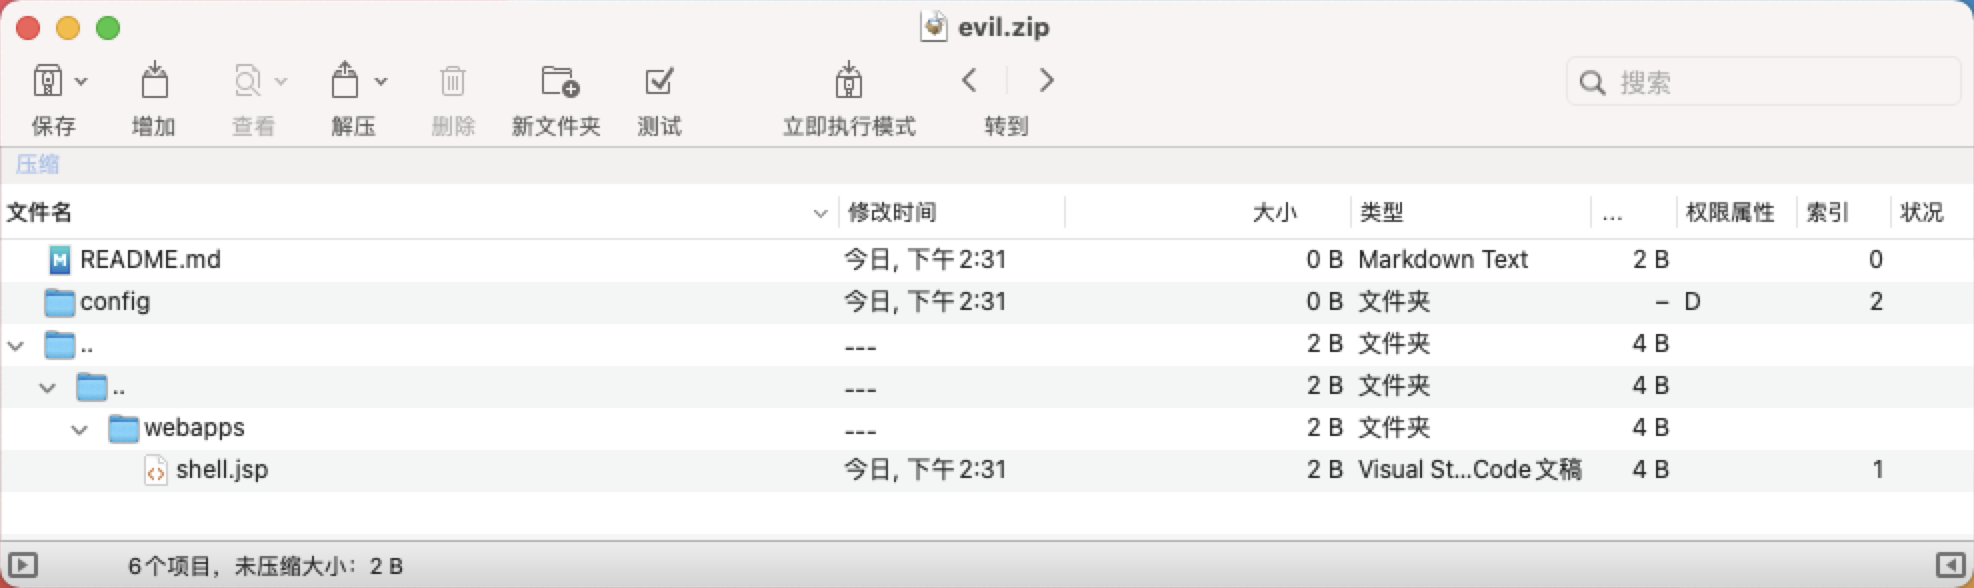 evil.zip
保存 增加 查看 解压 删除 新文件夹 测试 立即执行模式 转到 搜索
压缩
文件名 修改时间 大小 类型 ... 权限属性 索引 状况
README.md 今日, 下午 2:31 0 B Markdown Text 2 B 0
config 今日, 下午 2:31 0 B 文件夹 – D 2
.. --- 2 B 文件夹 4 B
.. --- 2 B 文件夹 4 B
webapps --- 2 B 文件夹 4 B
shell.jsp 今日, 下午 2:31 2 B Visual St...Code 文稿 4 B 1
6个项目，未压缩大小：2 B